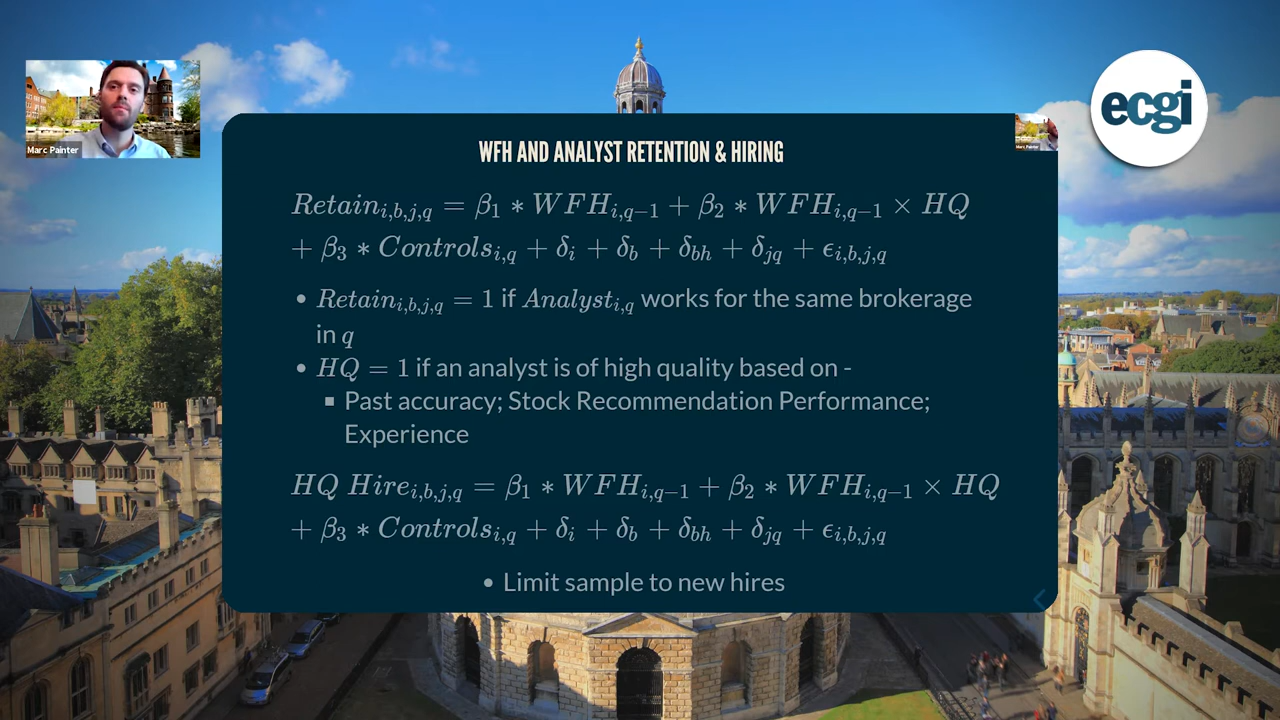 ecgi
Marc Painter
Marc Painter
WFH AND ANALYST RETENTION & HIRING
Retain_{i,b,j,q} = β_1 * WFH_{i,q−1} + β_2 * WFH_{i,q−1} × HQ
+ β_3 * Controls_{i,q} + δ_i + δ_b + δ_{bh} + δ_{jq} + ϵ_{i,b,j,q}
• Retain_{i,b,j,q} = 1 if Analyst_{i,q} works for the same brokerage
in q
• HQ = 1 if an analyst is of high quality based on -
▪ Past accuracy; Stock Recommendation Performance;
Experience
HQ Hire_{i,b,j,q} = β_1 * WFH_{i,q−1} + β_2 * WFH_{i,q−1} × HQ
+ β_3 * Controls_{i,q} + δ_i + δ_b + δ_{bh} + δ_{jq} + ϵ_{i,b,j,q}
• Limit sample to new hires